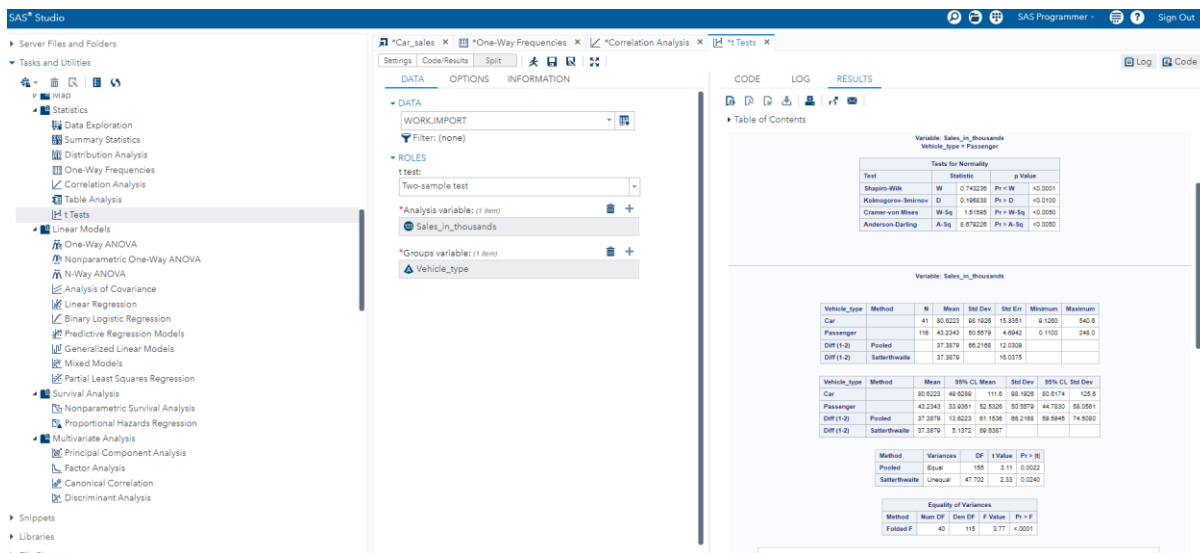 SAS® Studio
SAS Programmer
Sign Out
Server Files and Folders
Tasks and Utilities
Map
Statistics
Data Exploration
Summary Statistics
Distribution Analysis
One-Way Frequencies
Correlation Analysis
Table Analysis
t Tests
Linear Models
One-Way ANOVA
Nonparametric One-Way ANOVA
N-Way ANOVA
Analysis of Covariance
Linear Regression
Binary Logistic Regression
Predictive Regression Models
Generalized Linear Models
Mixed Models
Partial Least Squares Regression
Survival Analysis
Nonparametric Survival Analysis
Proportional Hazards Regression
Multivariate Analysis
Principal Component Analysis
Factor Analysis
Canonical Correlation
Discriminant Analysis
Snippets
Libraries
*Car_sales × *One-Way Frequencies × *Correlation Analysis × *t Tests ×
Settings Code/Results Split
Log Code
DATA OPTIONS INFORMATION
DATA
WORK.IMPORT
Filter: (none)
ROLES
t test:
Two-sample test
*Analysis variable: (1 item)
Sales_in_thousands
*Groups variable: (1 item)
Vehicle_type
CODE LOG RESULTS
Table of Contents
Variable: Sales_in_thousands
Vehicle_type = Passenger
Tests for Normality
Test Statistic p Value
Shapiro-Wilk W 0.743236 Pr < W <0.0001
Kolmogorov-Smirnov D 0.196838 Pr > D <0.0100
Cramer-von Mises W-Sq 1.51595 Pr > W-Sq <0.0050
Anderson-Darling A-Sq 8.679226 Pr > A-Sq <0.0050
Variable: Sales_in_thousands
Vehicle_type Method N Mean Std Dev Std Err Minimum Maximum
Car 41 80.6223 98.1926 15.3351 9.1260 540.6
Passenger 116 43.2343 50.5579 4.6942 0.1100 248.0
Diff (1-2) Pooled 37.3879 66.2168 12.0309
Diff (1-2) Satterthwaite 37.3879 16.0375
Vehicle_type Method Mean 95% CL Mean Std Dev 95% CL Std Dev
Car 80.6223 49.6289 111.6 98.1926 80.6174 125.6
Passenger 43.2343 33.9361 52.5326 50.5579 44.7830 58.0561
Diff (1-2) Pooled 37.3879 13.6223 61.1536 66.2168 59.5945 74.5080
Diff (1-2) Satterthwaite 37.3879 5.1372 69.6387
Method Variances DF t Value Pr > |t|
Pooled Equal 155 3.11 0.0022
Satterthwaite Unequal 47.702 2.33 0.0240
Equality of Variances
Method Num DF Den DF F Value Pr > F
Folded F 40 115 3.77 <.0001